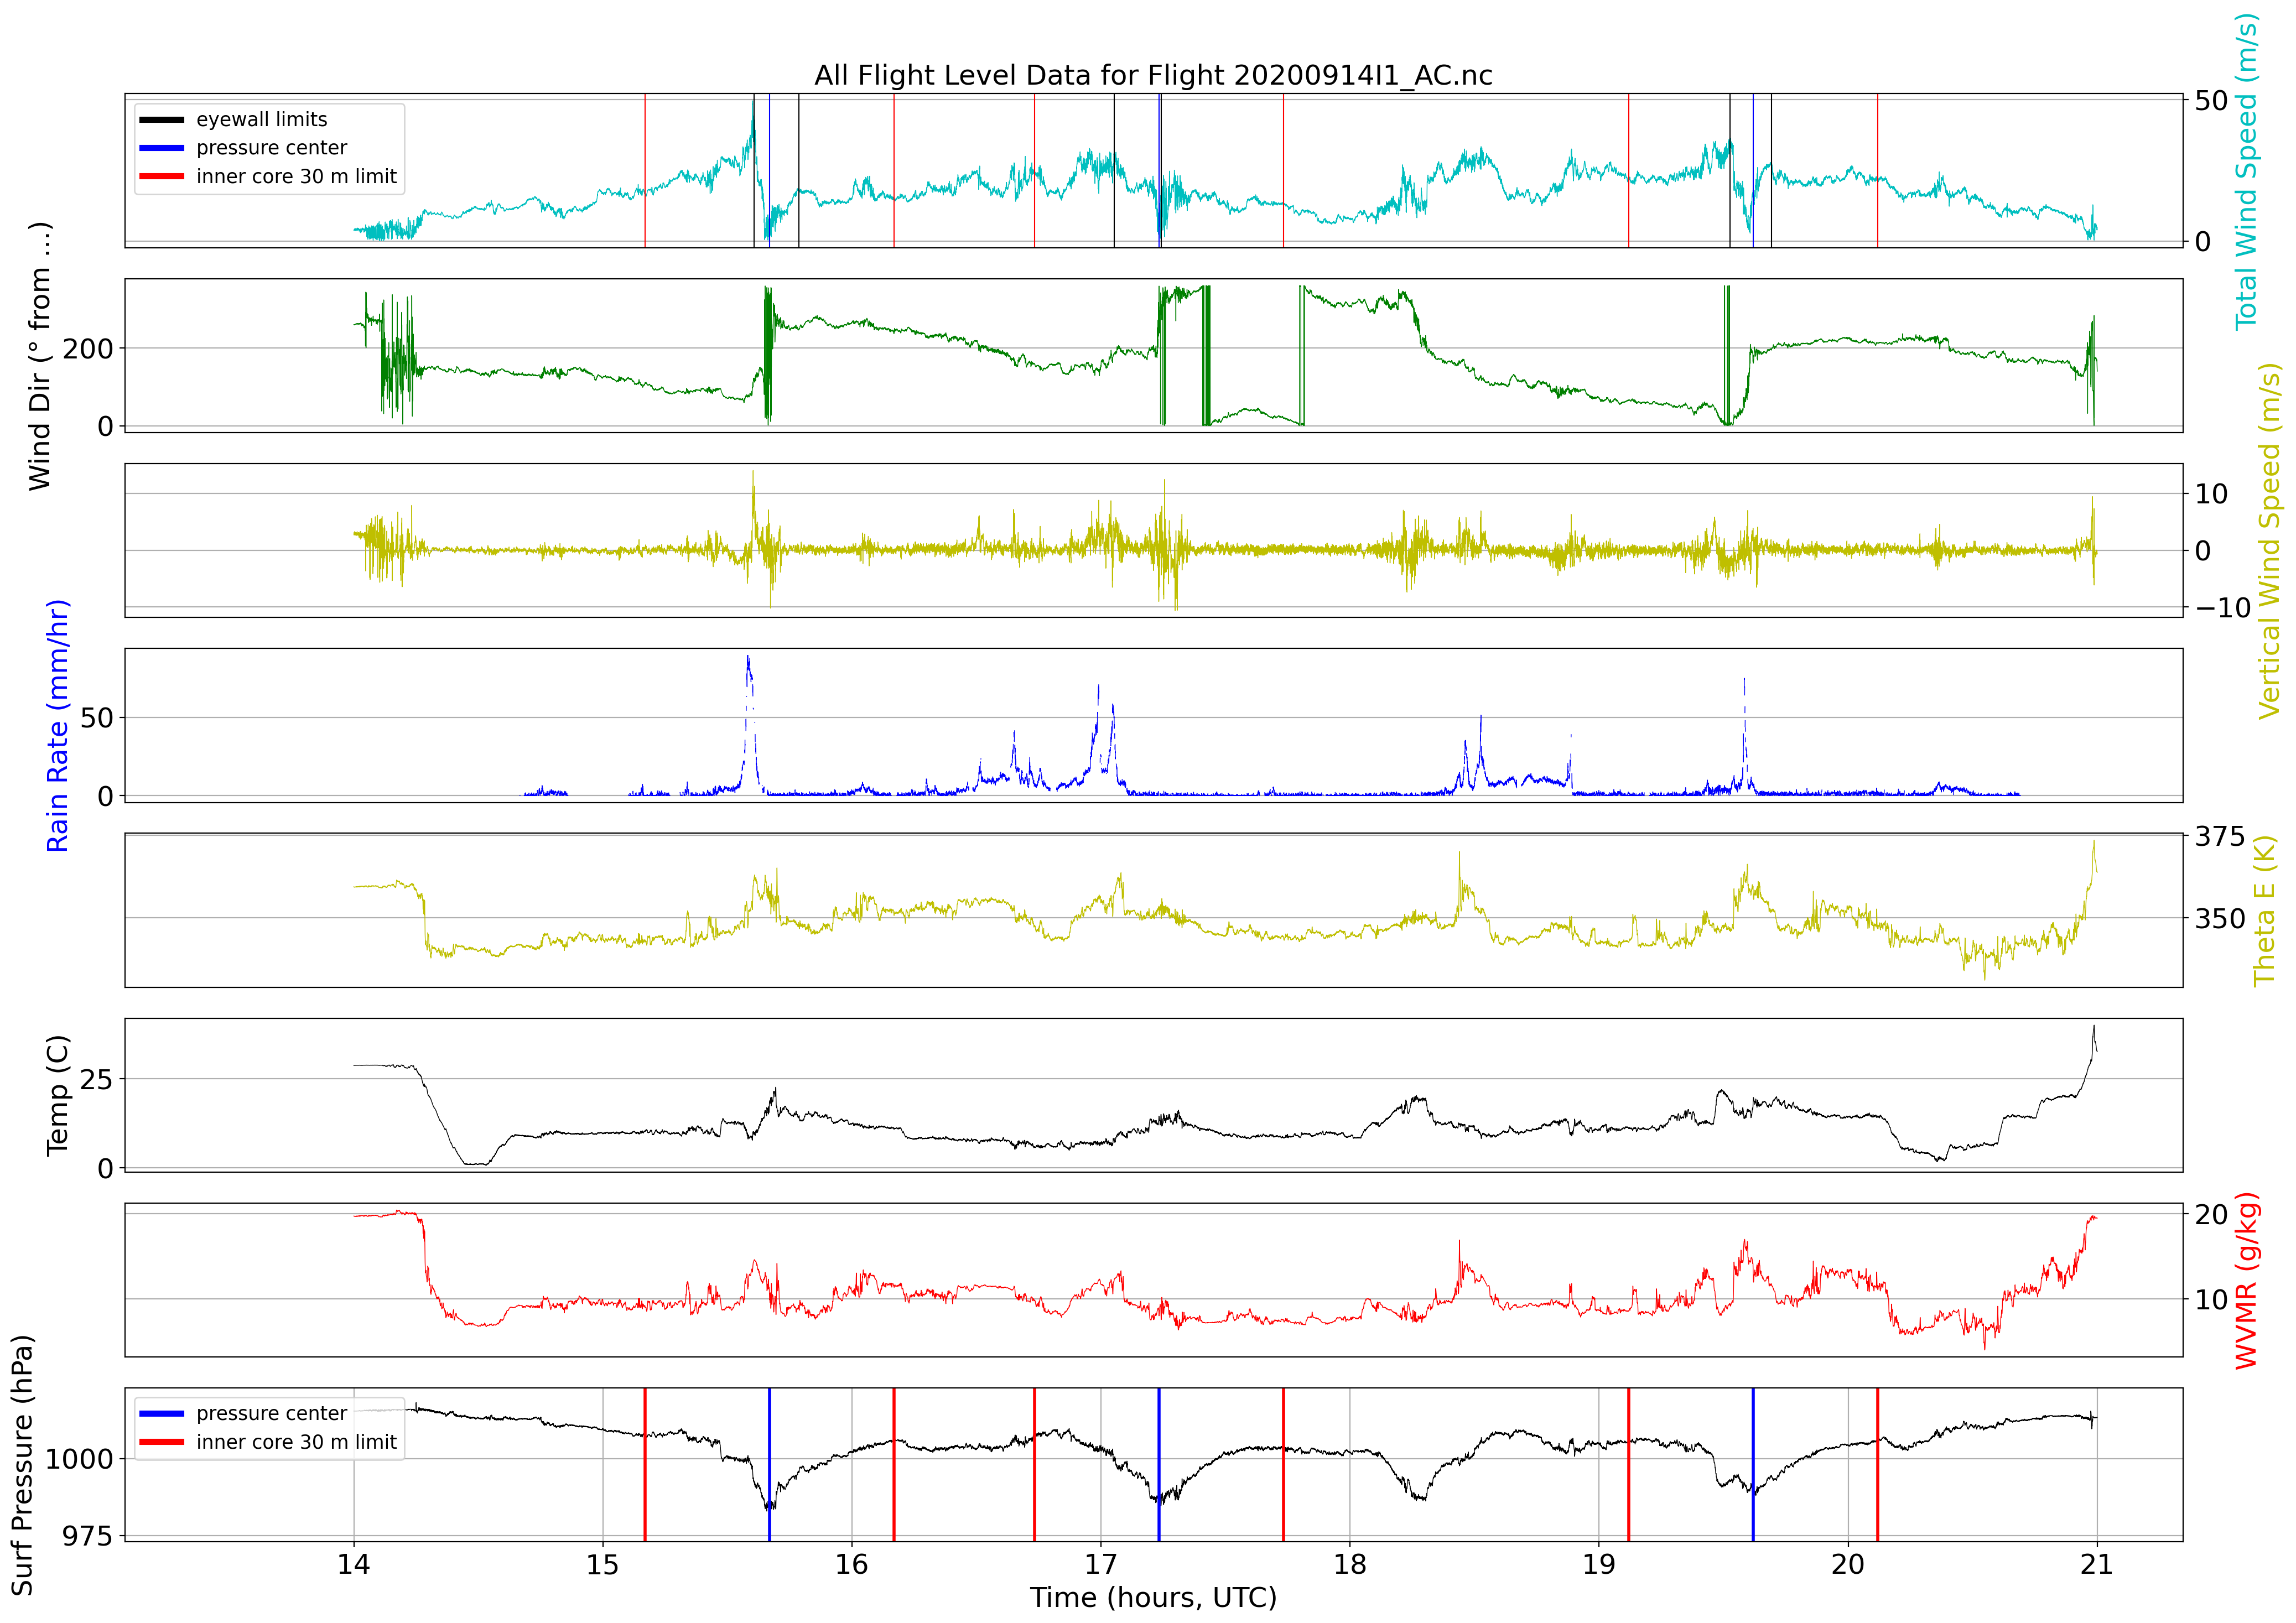 All Flight Level Data for Flight 20200914I1_AC.nc
eyewall limits
pressure center
inner core 30 m limit
50
0
Total Wind Speed (m/s)
Wind Dir (° from ...)
200
0
10
0
−10
Vertical Wind Speed (m/s)
Rain Rate (mm/hr)
50
0
375
350
Theta E (K)
Temp (C)
25
0
20
10
WVMR (g/kg)
Surf Pressure (hPa)
1000
975
pressure center
inner core 30 m limit
14 15 16 17 18 19 20 21
Time (hours, UTC)